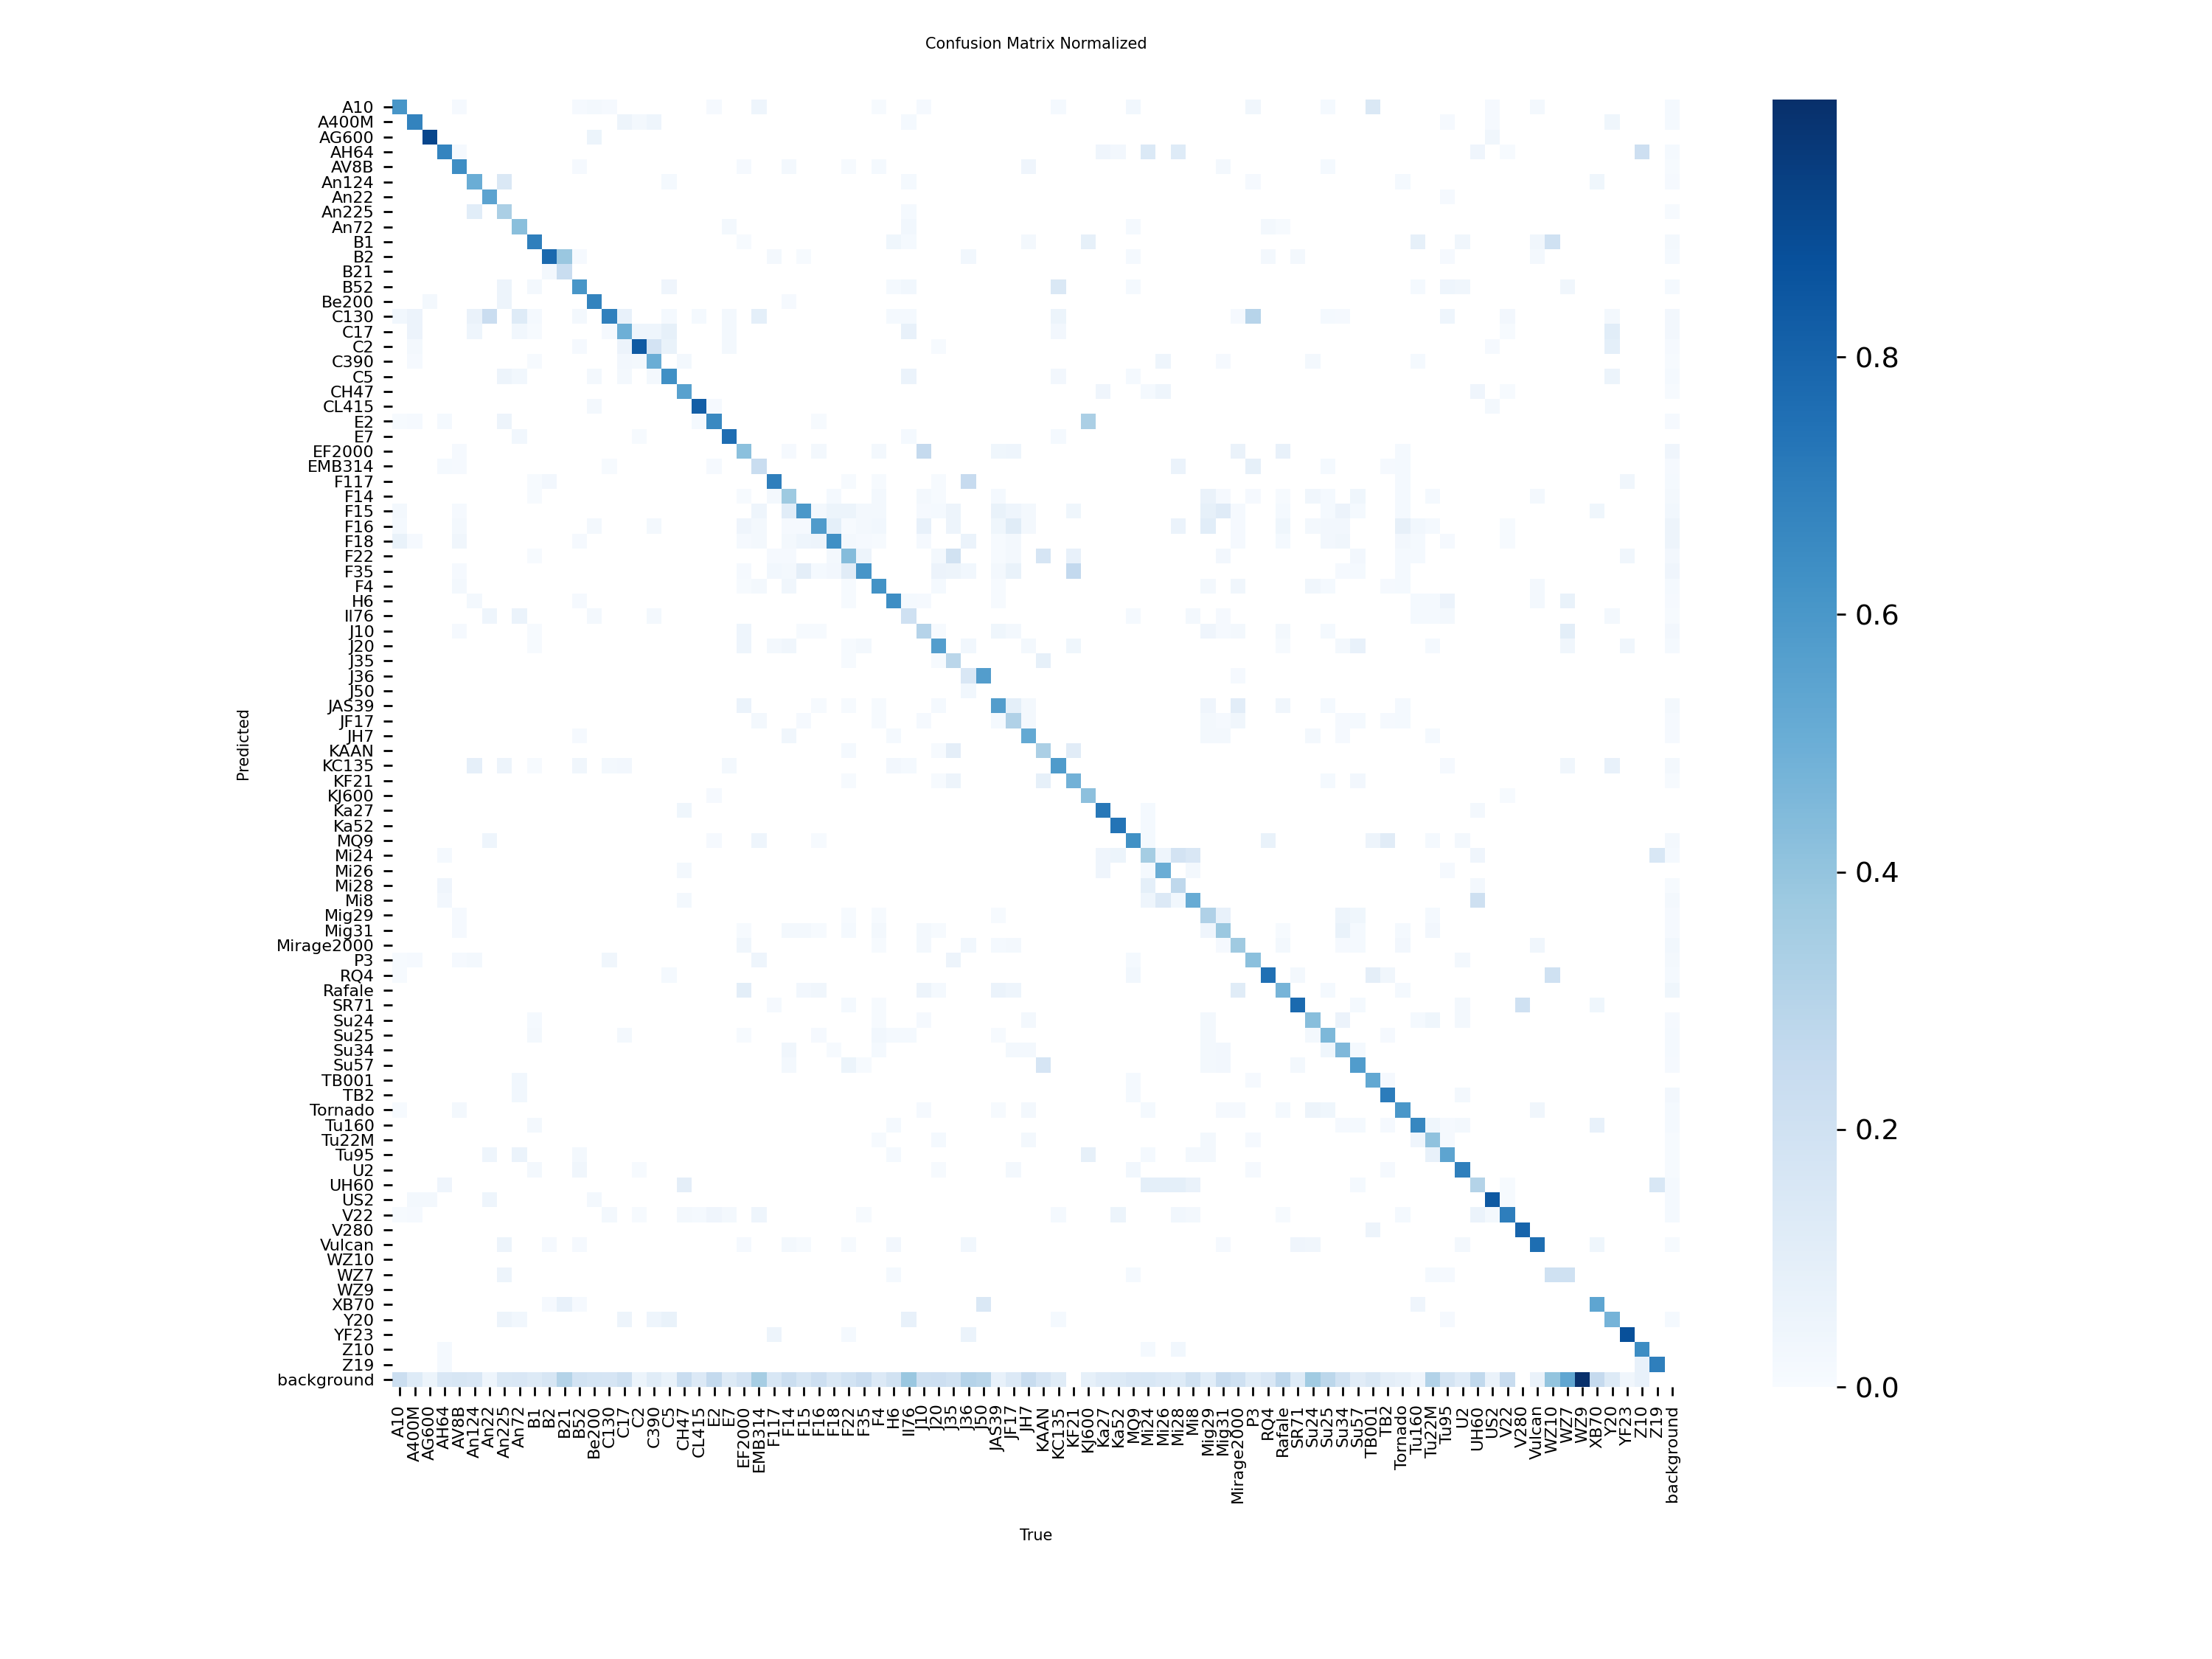 Confusion Matrix Normalized
A10
A400M
AG600
AH64
AV8B
An124
An22
An225
An72
B1
B2
B21
B52
Be200
C130
C17
C2
C390
C5
CH47
CL415
E2
E7
EF2000
EMB314
F117
F14
F15
F16
F18
F22
F35
F4
H6
Il76
J10
J20
J35
J36
J50
JAS39
JF17
JH7
KAAN
KC135
KF21
KJ600
Ka27
Ka52
MQ9
Mi24
Mi26
Mi28
Mi8
Mig29
Mig31
Mirage2000
P3
RQ4
Rafale
SR71
Su24
Su25
Su34
Su57
TB001
TB2
Tornado
Tu160
Tu22M
Tu95
U2
UH60
US2
V22
V280
Vulcan
WZ10
WZ7
WZ9
XB70
Y20
YF23
Z10
Z19
background
Predicted
A10
A400M
AG600
AH64
AV8B
An124
An22
An225
An72
B1
B2
B21
B52
Be200
C130
C17
C2
C390
C5
CH47
CL415
E2
E7
EF2000
EMB314
F117
F14
F15
F16
F18
F22
F35
F4
H6
Il76
J10
J20
J35
J36
J50
JAS39
JF17
JH7
KAAN
KC135
KF21
KJ600
Ka27
Ka52
MQ9
Mi24
Mi26
Mi28
Mi8
Mig29
Mig31
Mirage2000
P3
RQ4
Rafale
SR71
Su24
Su25
Su34
Su57
TB001
TB2
Tornado
Tu160
Tu22M
Tu95
U2
UH60
US2
V22
V280
Vulcan
WZ10
WZ7
WZ9
XB70
Y20
YF23
Z10
Z19
background
True
0.8
0.6
0.4
0.2
0.0